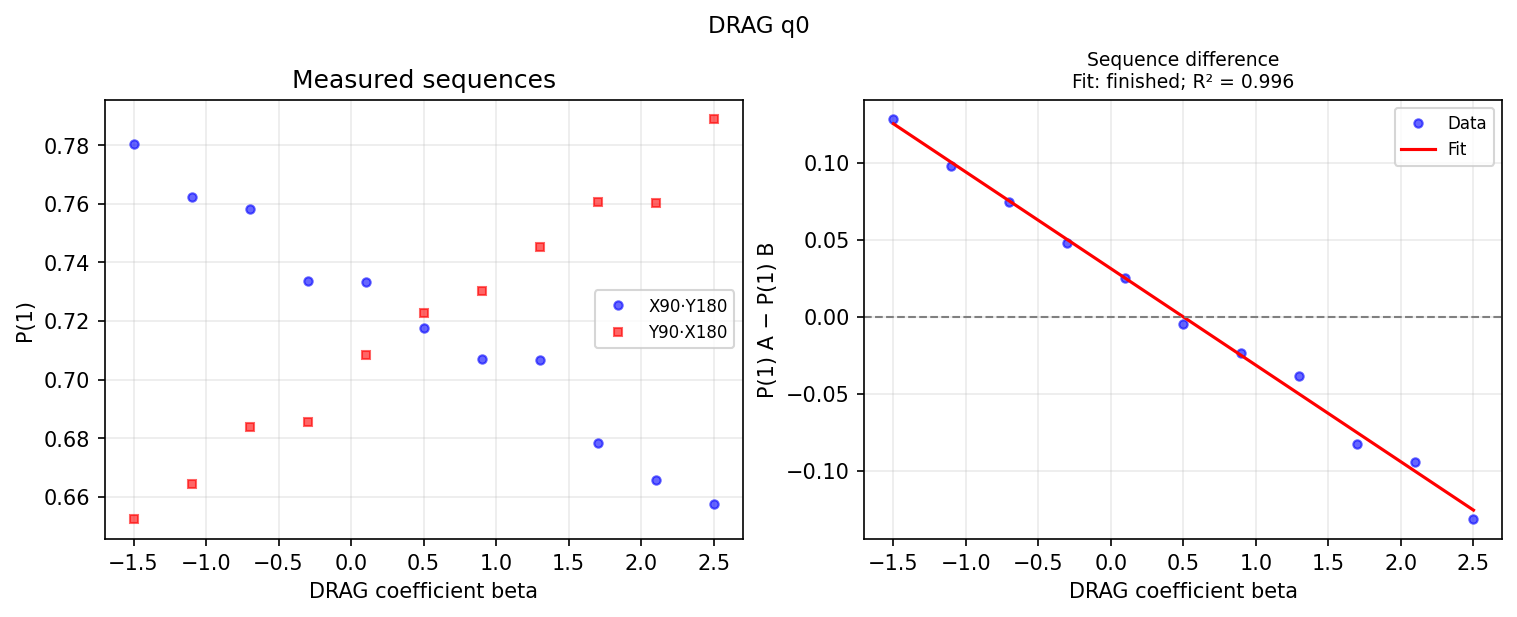 DRAG q0
Measured sequences
P(1)
0.78
0.76
0.74
0.72
0.70
0.68
0.66
X90·Y180
Y90·X180
−1.5 −1.0 −0.5 0.0 0.5 1.0 1.5 2.0 2.5
DRAG coefficient beta
Sequence difference
Fit: finished; R² = 0.996
P(1) A − P(1) B
0.10
0.05
0.00
−0.05
−0.10
Data
Fit
−1.5 −1.0 −0.5 0.0 0.5 1.0 1.5 2.0 2.5
DRAG coefficient beta